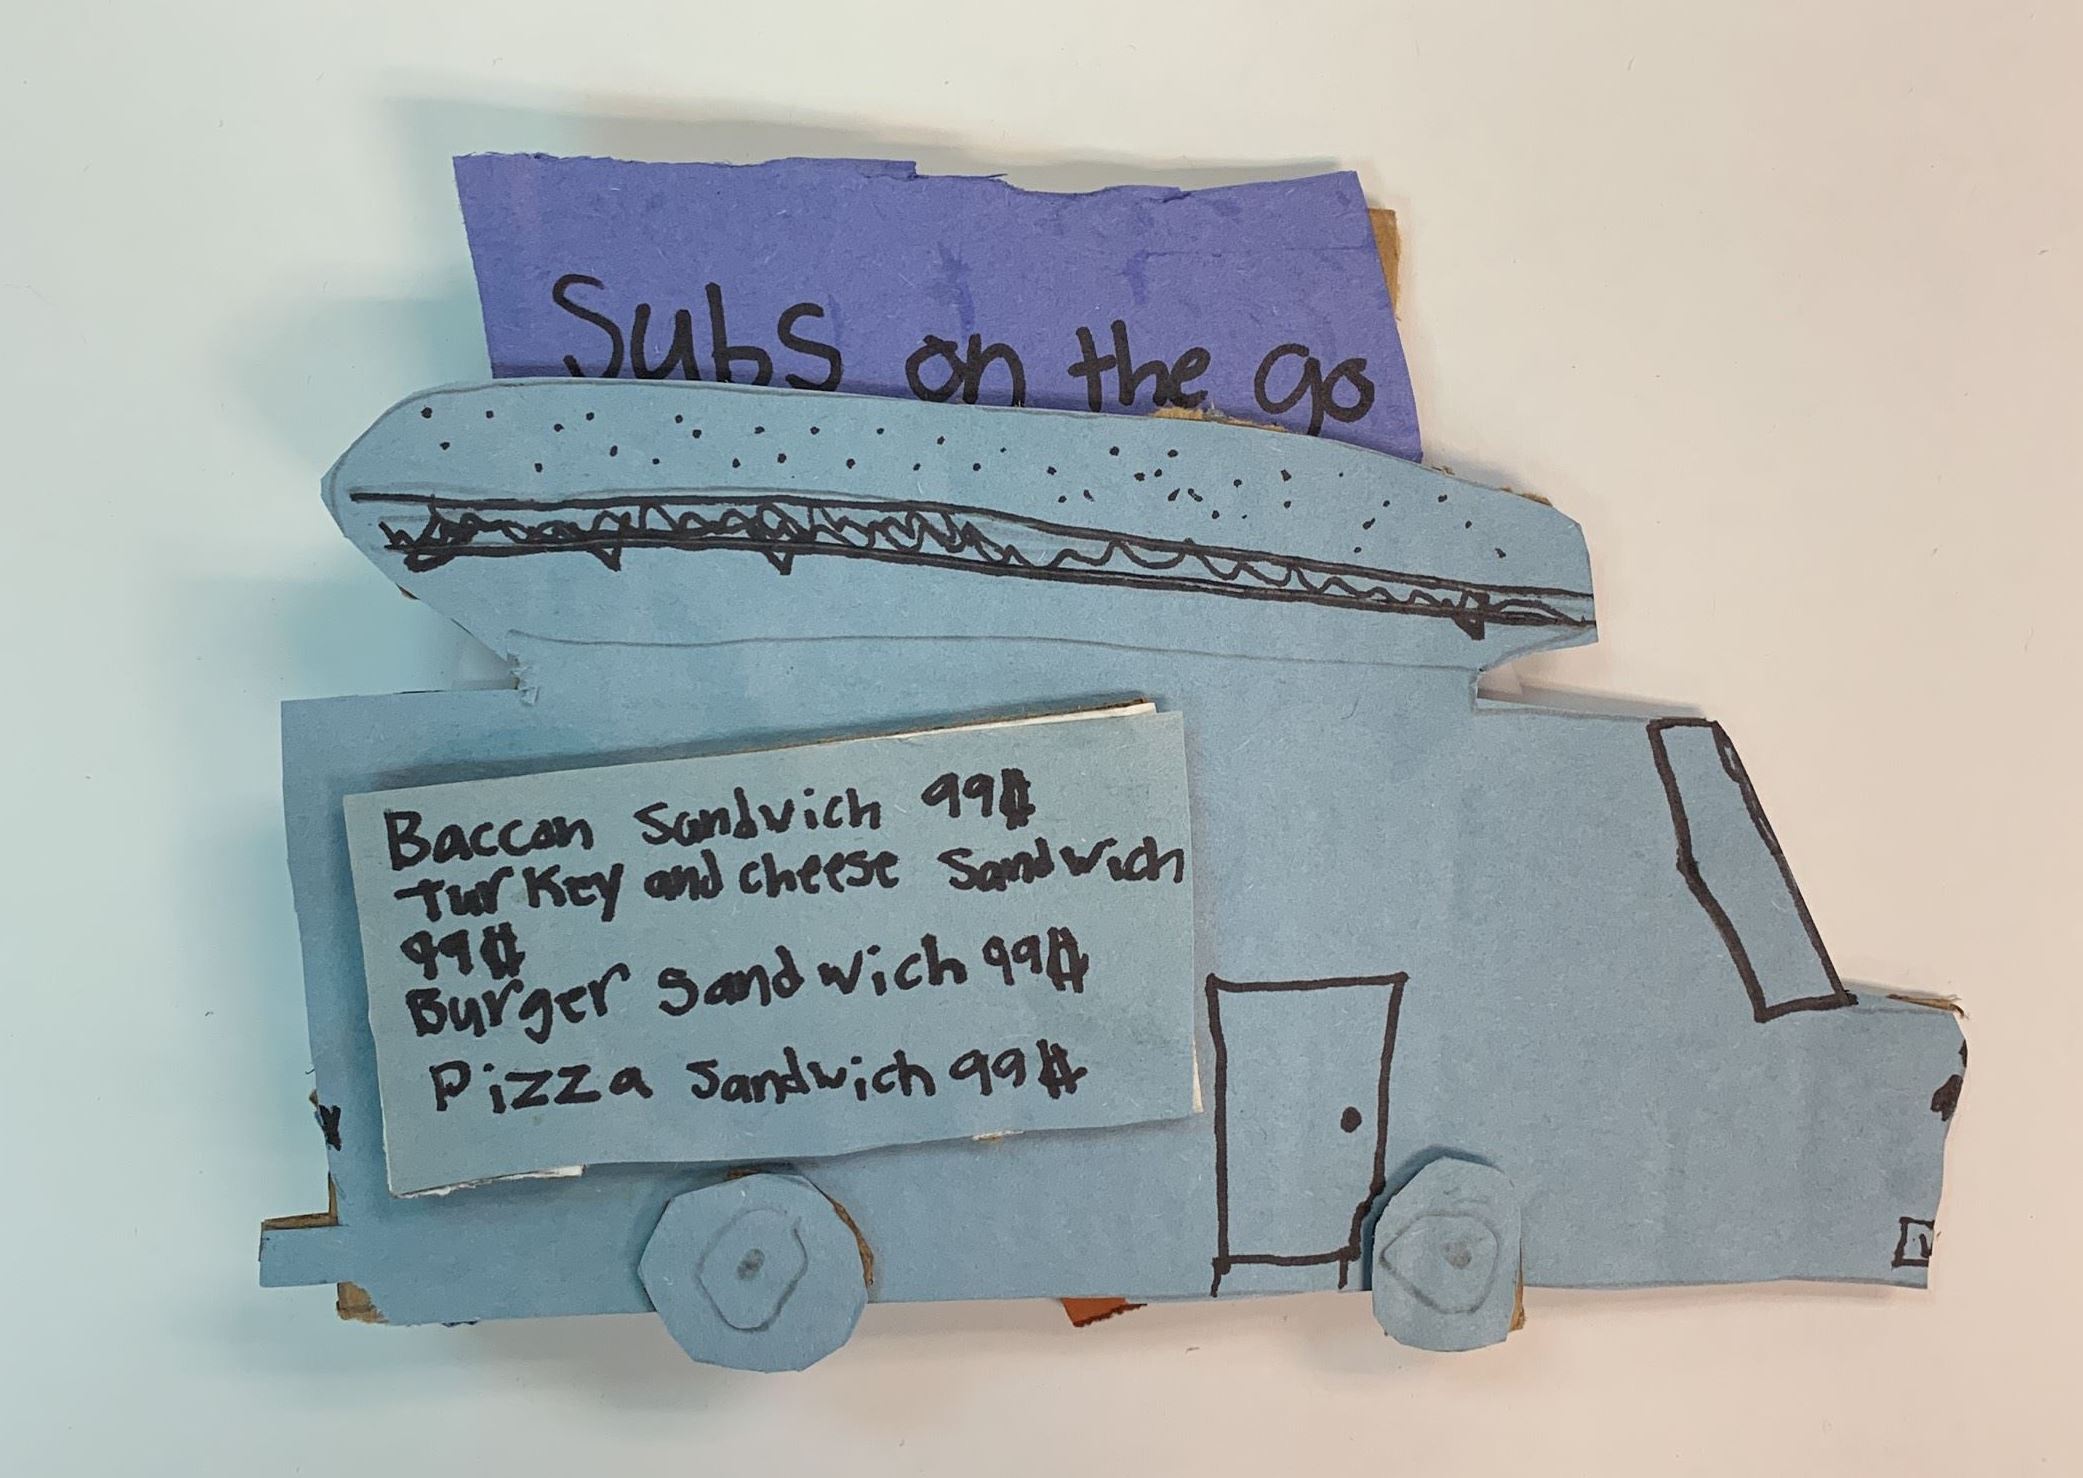 Subs on the go
Baccan Sandwich 99¢
turkey and cheese Sandwich
99¢
Burger Sandwich 99¢
Pizza Sandwich 99¢